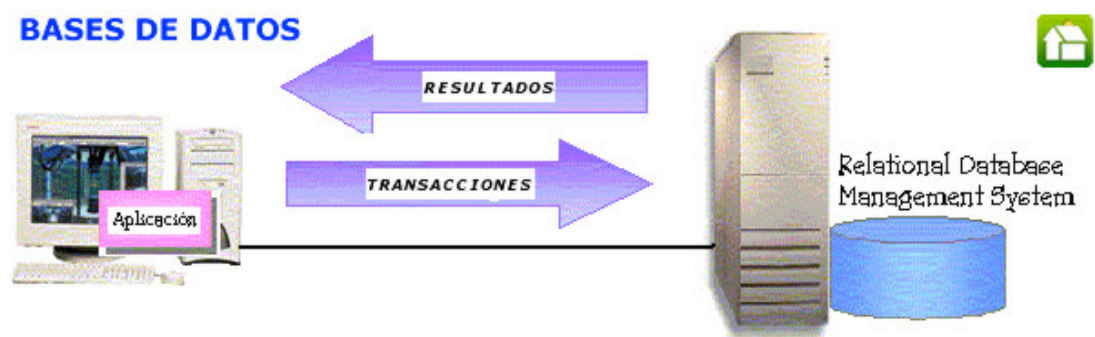 BASES DE DATOS
RESULTADOS
TRANSACCIONES
Aplicación
Relational Database
Management System